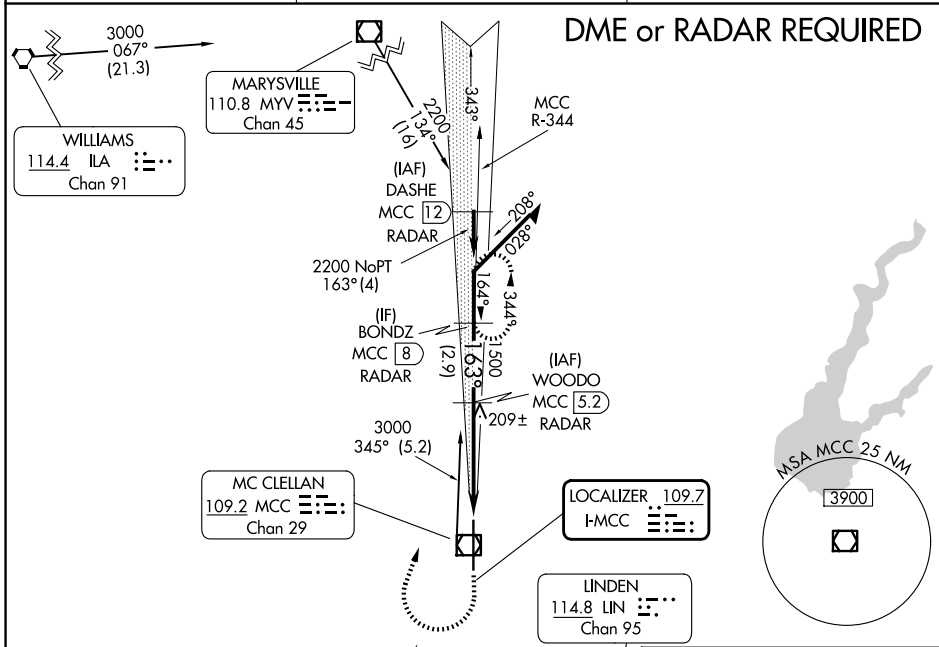 DME or RADAR REQUIRED
3000
067°
(21.3)
MARYSVILLE
110.8 MYV
Chan 45
WILLIAMS
114.4 ILA
Chan 91
2200
134°
(16)
343°
MCC
R-344
(IAF)
DASHE
MCC 12
RADAR
208°
028°
2200 NoPT
163° (4)
164°
344°
(IF)
BONDZ
MCC 8
RADAR
(2.9)
163°
1500
(IAF)
WOODO
MCC 5.2
RADAR
209±
3000
345° (5.2)
MC CLELLAN
109.2 MCC
Chan 29
LOCALIZER 109.7
I-MCC
LINDEN
114.8 LIN
Chan 95
MSA MCC 25 NM
3900